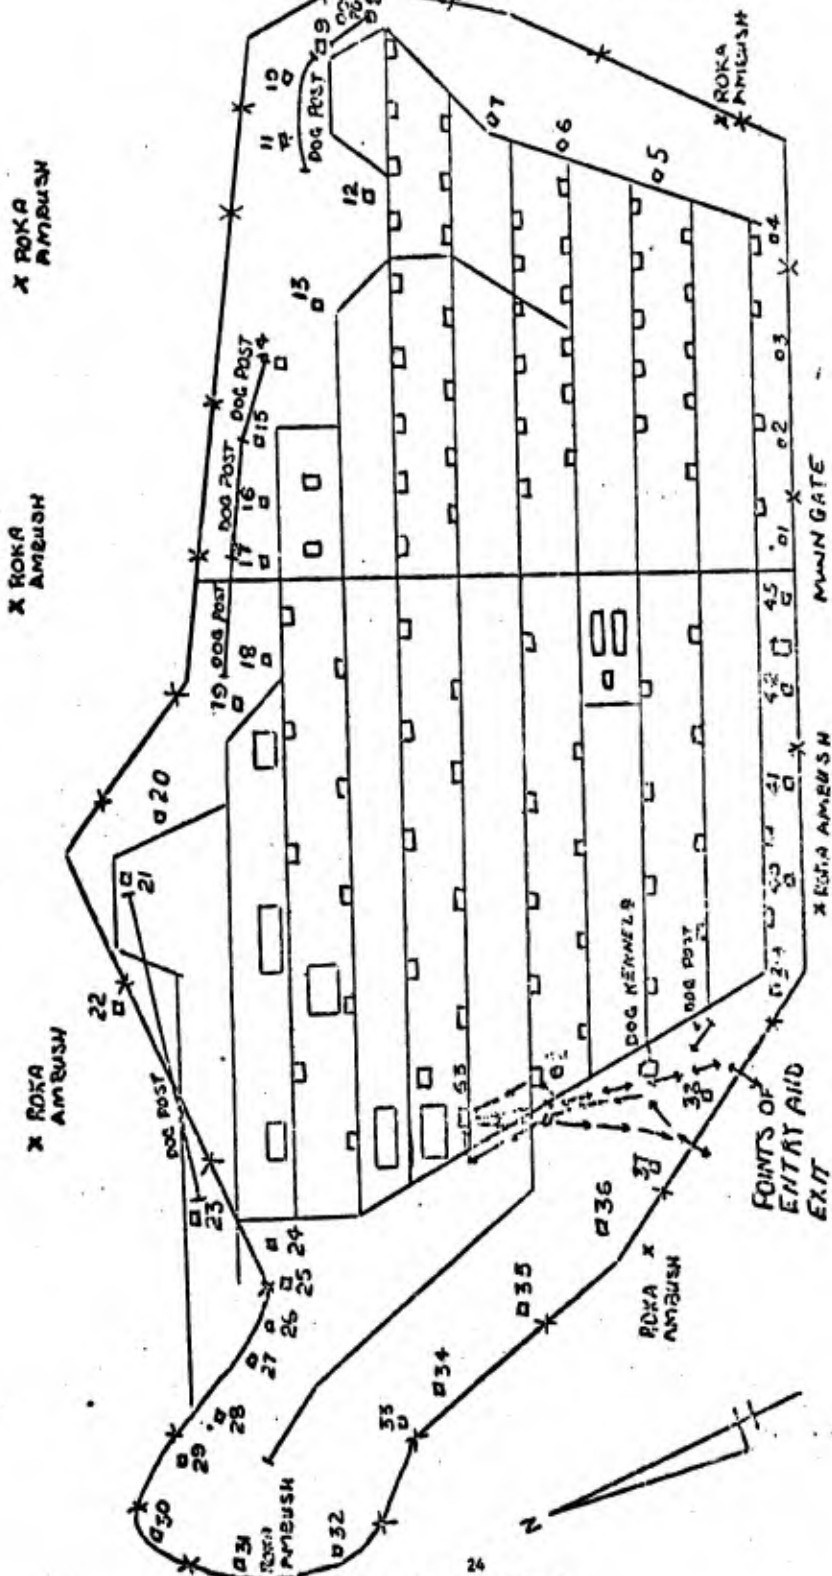 X ROKA
AMBUSH
X ROKA
AMBUSH
X ROKA
AMBUSH
22
21
20
19
DOG POST
18
17
DOG POST
16
15
DOG POST
14
13
12
11
10
DOG POST
9
DOG POST
23
24
25
26
27
28
29
30
31
ROKA
AMBUSH
32
33
34
35
36
37
38
53
7
6
5
DOG KENNELS
DOG POST
X ROKA
AMBUSH
ROKA X
AMBUSH
POINTS OF
ENTRY AND
EXIT
41
42
45
01
02
03
04
X ROKA AMBUSH
MAIN GATE
N
24